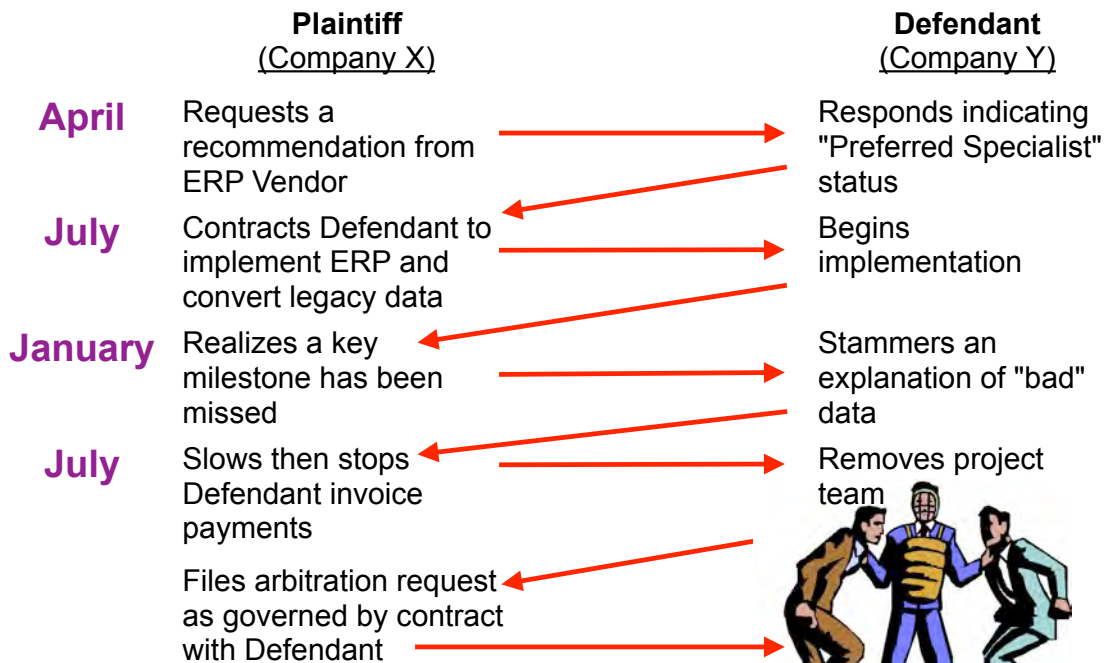 Plaintiff
(Company X)
Defendant
(Company Y)
April
Requests a
recommendation from
ERP Vendor
Responds indicating
"Preferred Specialist"
status
July
Contracts Defendant to
implement ERP and
convert legacy data
Begins
implementation
January
Realizes a key
milestone has been
missed
Stammers an
explanation of "bad"
data
July
Slows then stops
Defendant invoice
payments
Removes project
team
Files arbitration request
as governed by contract
with Defendant